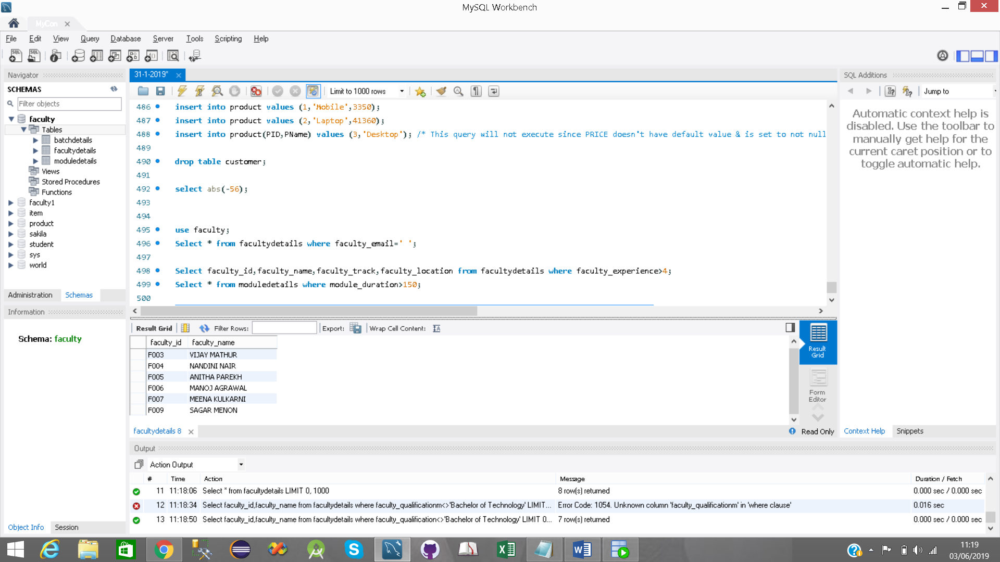 MySQL Workbench
MyCon
File Edit View Query Database Server Tools Scripting Help
Navigator
SCHEMAS
Filter objects
faculty
Tables
batchdetails
facultydetails
moduledetails
Views
Stored Procedures
Functions
faculty1
item
product
sakila
student
sys
world
Administration Schemas
Information
Schema: faculty
Object Info Session
31-1-2019*
Limit to 1000 rows
486 insert into product values (1,'Mobile',3350);
487 insert into product values (2,'Laptop',41360);
488 insert into product(PID,PName) values (3,'Desktop'); /* This query will not execute since PRICE doesn't have default value & is set to not null
489
490 drop table customer;
491
492 select abs(-56);
493
494
495 use faculty;
496 Select * from facultydetails where faculty_email=' ';
497
498 Select faculty_id,faculty_name,faculty_track,faculty_location from facultydetails where faculty_experience>4;
499 Select * from moduledetails where module_duration>150;
500
Result Grid Filter Rows: Export: Wrap Cell Content:
faculty_id faculty_name
F003 VIJAY MATHUR
F004 NANDINI NAIR
F005 ANITHA PAREKH
F006 MANOJ AGRAWAL
F007 MEENA KULKARNI
F009 SAGAR MENON
Result Grid
Form Editor
facultydetails 8
Read Only
SQL Additions
Jump to
Automatic context help is
disabled. Use the toolbar to
manually get help for the
current caret position or to
toggle automatic help.
Context Help Snippets
Output
Action Output
# Time Action Message Duration / Fetch
11 11:18:06 Select * from facultydetails LIMIT 0, 1000 8 row(s) returned 0.000 sec / 0.000 sec
12 11:18:34 Select faculty_id,faculty_name from facultydetails where faculty_qualificationm<>'Bachelor of Technology' LIMIT... Error Code: 1054. Unknown column 'faculty_qualificationm' in 'where clause' 0.016 sec
13 11:18:50 Select faculty_id,faculty_name from facultydetails where faculty_qualification<>'Bachelor of Technology' LIMIT 0... 7 row(s) returned 0.000 sec / 0.000 sec
11:19
03/06/2019